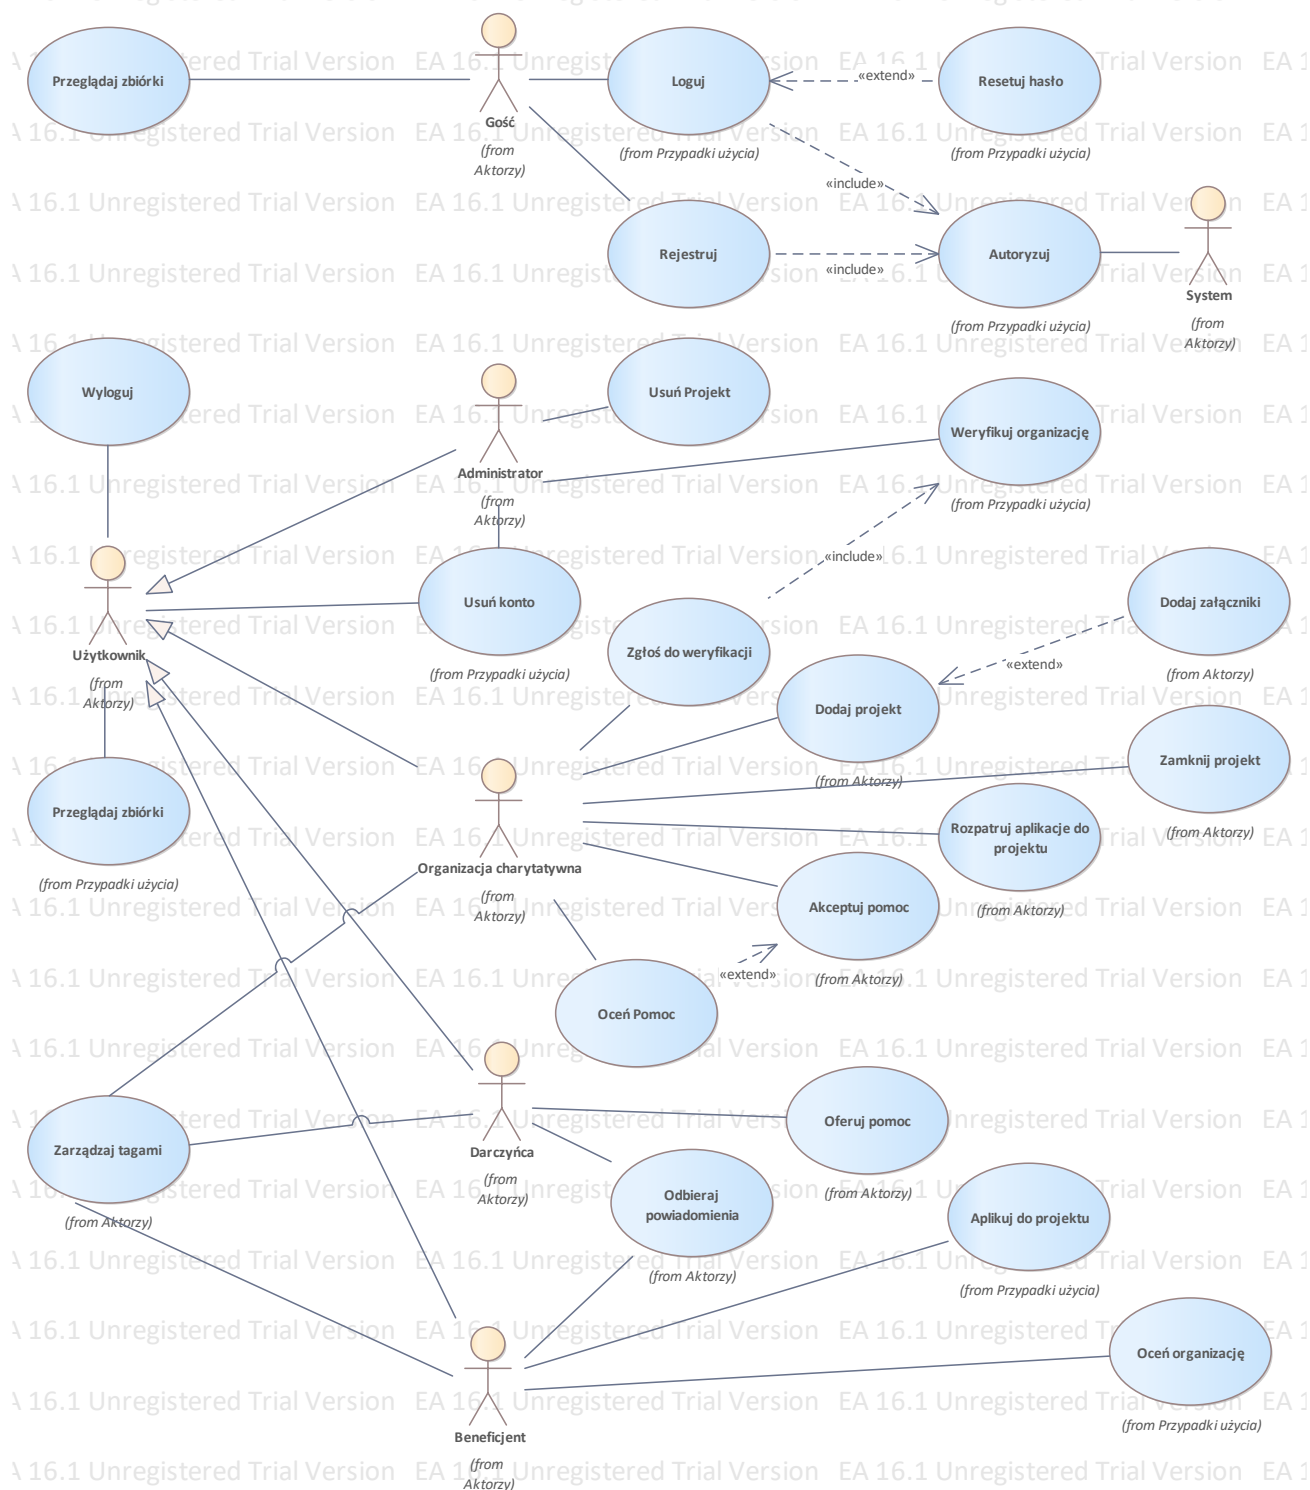 Przeglądaj zbiórki
Gość
(from
Aktorzy)
Loguj
(from Przypadki użycia)
«extend»
Resetuj hasło
(from Przypadki użycia)
«include»
Rejestruj
«include»
Autoryzuj
(from Przypadki użycia)
System
(from
Aktorzy)
Wyloguj
Administrator
(from
Aktorzy)
Usuń Projekt
Weryfikuj organizację
(from Przypadki użycia)
«include»
Użytkownik
(from
Aktorzy)
Usuń konto
(from Przypadki użycia)
Zgłoś do weryfikacji
Dodaj projekt
(from Aktorzy)
«extend»
Dodaj załączniki
(from Aktorzy)
Zamknij projekt
(from Aktorzy)
Przeglądaj zbiórki
(from Przypadki użycia)
Organizacja charytatywna
(from
Aktorzy)
Rozpatruj aplikacje do
projektu
(from Aktorzy)
Akceptuj pomoc
(from Aktorzy)
«extend»
Oceń Pomoc
Darczyńca
(from
Aktorzy)
Oferuj pomoc
(from Aktorzy)
Zarządzaj tagami
(from Aktorzy)
Odbieraj
powiadomienia
(from Aktorzy)
Aplikuj do projektu
(from Przypadki użycia)
Beneficjent
(from
Aktorzy)
Oceń organizację
(from Przypadki użycia)
EA 16.1 Unregistered Trial Version